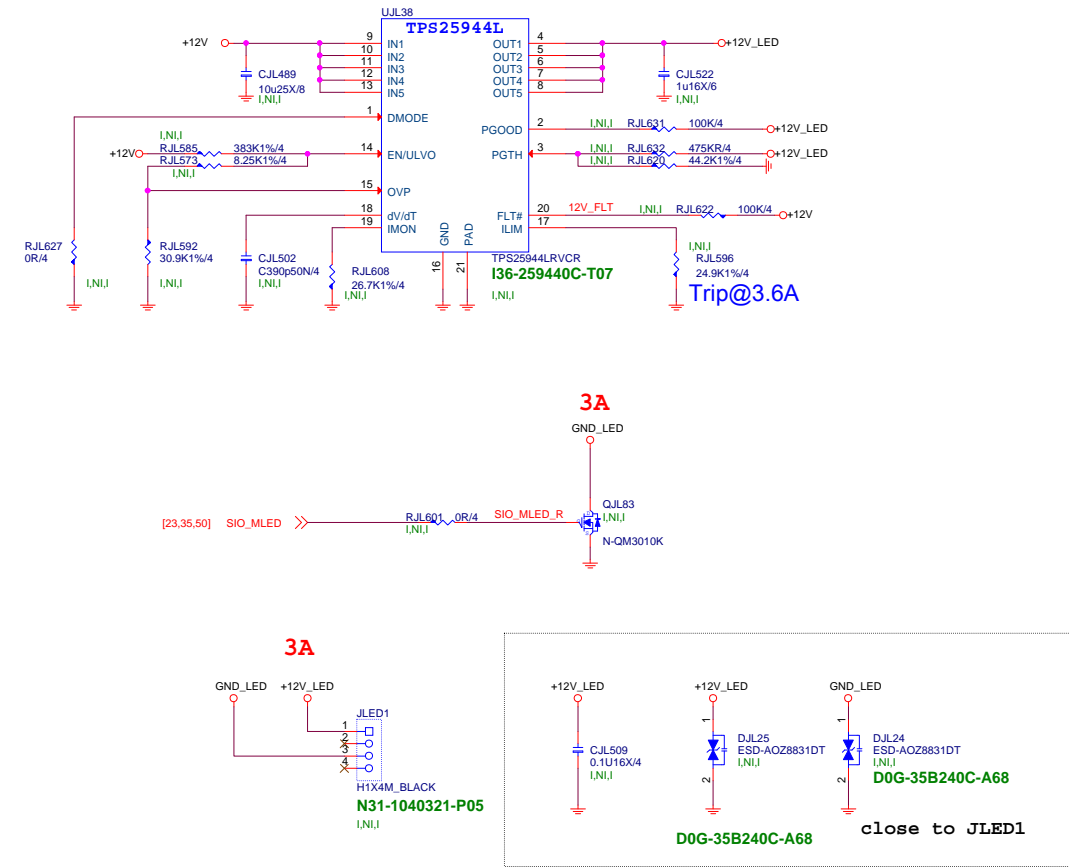 UJL38
TPS25944L
+12V
9 IN1
10 IN2
11 IN3
12 IN4
13 IN5
OUT1 4
OUT2 5
OUT3 6
OUT4 7
OUT5 8
+12V_LED
CJL489
10u25X/8
I,NI,I
CJL522
1u16X/6
I,NI,I
1 DMODE
PGOOD 2
I,NI,I RJL631 100K/4 +12V_LED
I,NI,I
+12V RJL585 383K1%/4
RJL573 8.25K1%/4
I,NI,I
14 EN/ULVO
PGTH 3
I,NI,I RJL632 475KR/4 +12V_LED
I,NI,I RJL620 44.2K1%/4
15 OVP
18 dV/dT
19 IMON
FLT# 20
ILIM 17
12V_FLT I,NI,I RJL622 100K/4 +12V
GND
PAD
16
21
RJL627
0R/4
I,NI,I
RJL592
30.9K1%/4
I,NI,I
CJL502
C390p50N/4
I,NI,I
RJL608
26.7K1%/4
I,NI,I
TPS25944LRVCR
I36-259440C-T07
I,NI,I
I,NI,I
RJL596
24.9K1%/4
Trip@3.6A
3A
GND_LED
QJL83
I,NI,I
N-QM3010K
[23,35,50] SIO_MLED
RJL601 0R/4 SIO_MLED_R
I,NI,I
3A
GND_LED +12V_LED
JLED1
1
2
3
4
H1X4M_BLACK
N31-1040321-P05
I,NI,I
+12V_LED
CJL509
0.1U16X/4
I,NI,I
+12V_LED
1
DJL25
ESD-AOZ8831DT
I,NI,I
2
D0G-35B240C-A68
GND_LED
1
DJL24
ESD-AOZ8831DT
I,NI,I
D0G-35B240C-A68
2
close to JLED1